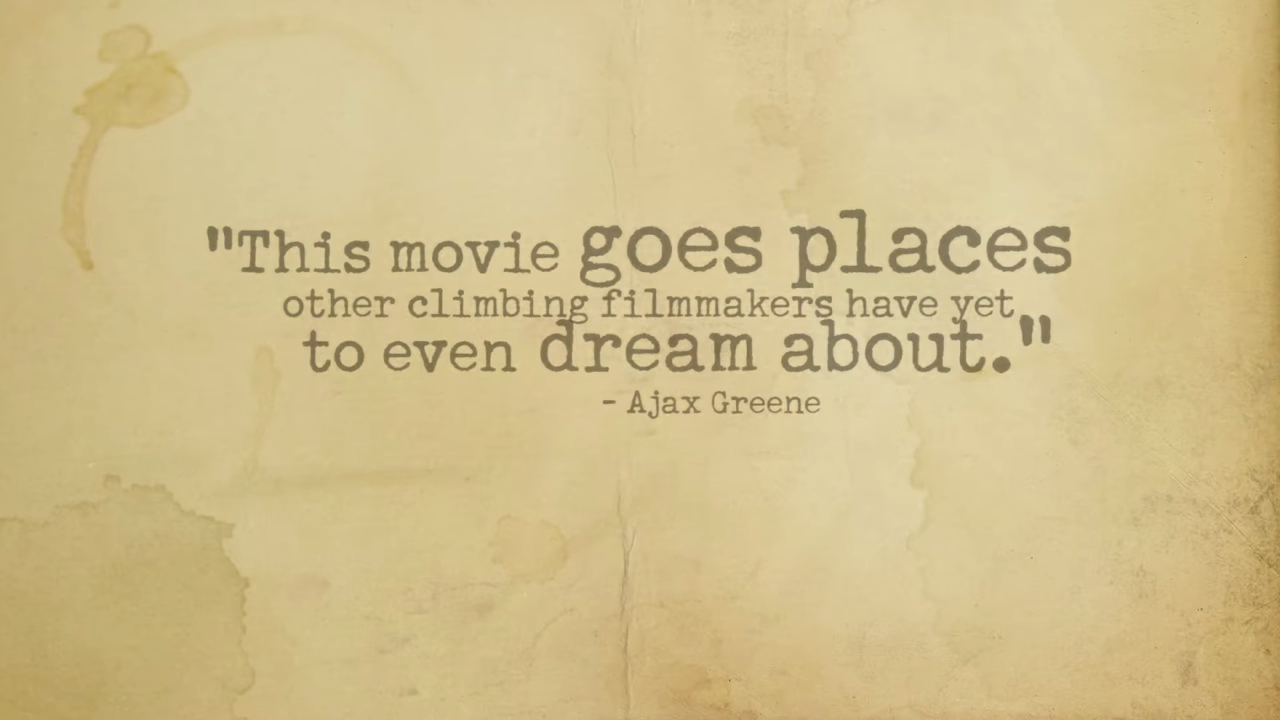 "This movie goes places
other climbing filmmakers have yet
to even dream about."
- Ajax Greene